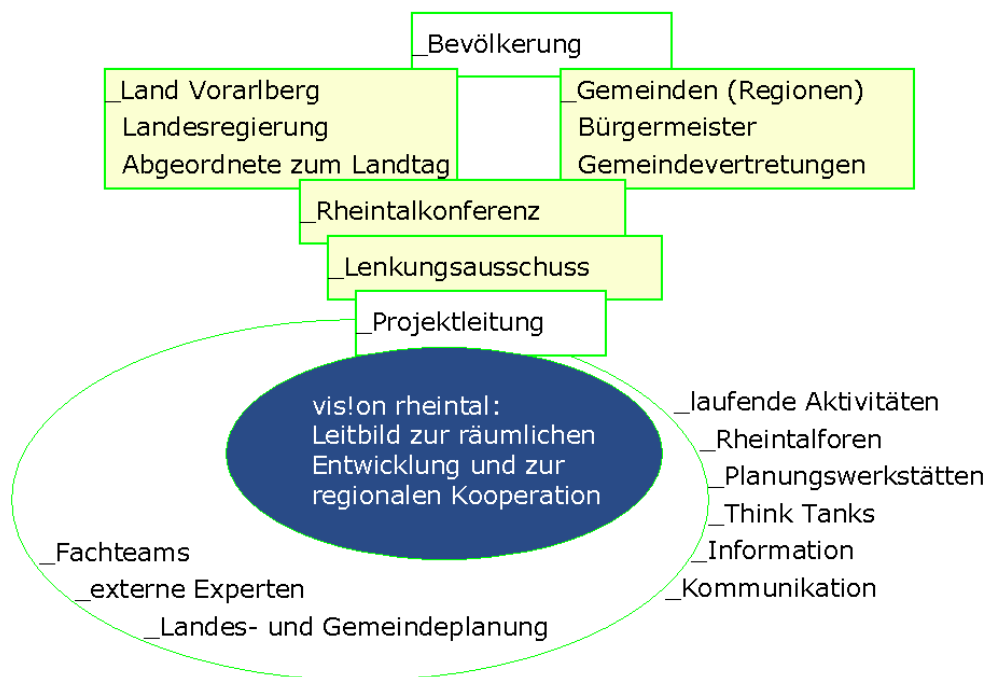 _Bevölkerung
_Land Vorarlberg
Landesregierung
Abgeordnete zum Landtag
_Gemeinden (Regionen)
Bürgermeister
Gemeindevertretungen
_Rheintalkonferenz
_Lenkungsausschuss
_Projektleitung
vis!on rheintal:
Leitbild zur räumlichen
Entwicklung und zur
regionalen Kooperation
_laufende Aktivitäten
_Rheintalforen
_Planungswerkstätten
_Think Tanks
_Information
_Kommunikation
_Fachteams
_externe Experten
_Landes- und Gemeindeplanung